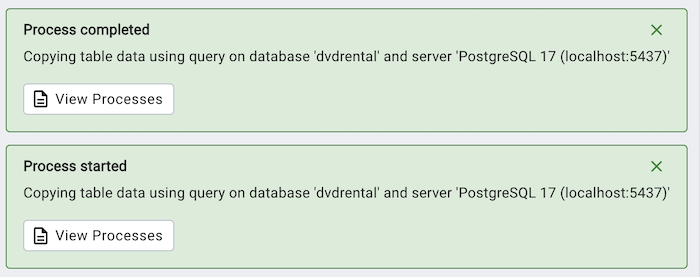 Process completed
Copying table data using query on database 'dvdrental' and server 'PostgreSQL 17 (localhost:5437)'
View Processes
Process started
Copying table data using query on database 'dvdrental' and server 'PostgreSQL 17 (localhost:5437)'
View Processes